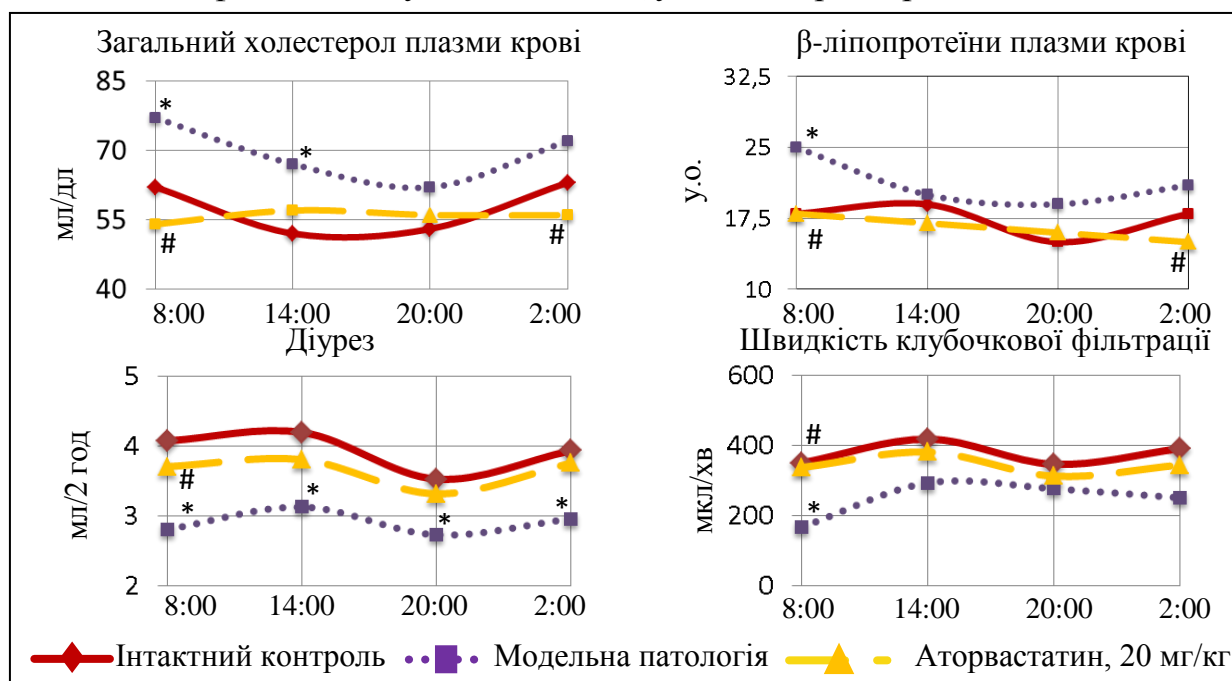 Загальний холестерол плазми крові
85
70
55
40
мл/дл
*
*
#
#
8:00 14:00 20:00 2:00
β-ліпопротеїни плазми крові
32,5
25
17,5
10
у.о.
*
#
#
8:00 14:00 20:00 2:00
Діурез
5
4
3
2
мл/2 год
#
*
*
*
*
8:00 14:00 20:00 2:00
Швидкість клубочкової фільтрації
600
400
200
0
мкл/хв
#
*
8:00 14:00 20:00 2:00
Інтактний контроль Модельна патологія Аторвастатин, 20 мг/кг